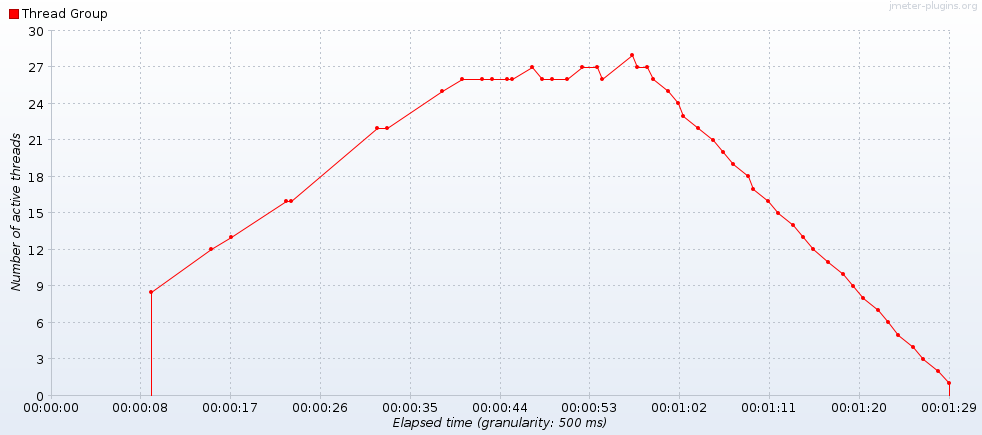 jmeter-plugins.org
Thread Group
30
27
24
21
18
15
12
9
6
3
0
Number of active threads
00:00:00 00:00:08 00:00:17 00:00:26 00:00:35 00:00:44 00:00:53 00:01:02 00:01:11 00:01:20 00:01:29
Elapsed time (granularity: 500 ms)